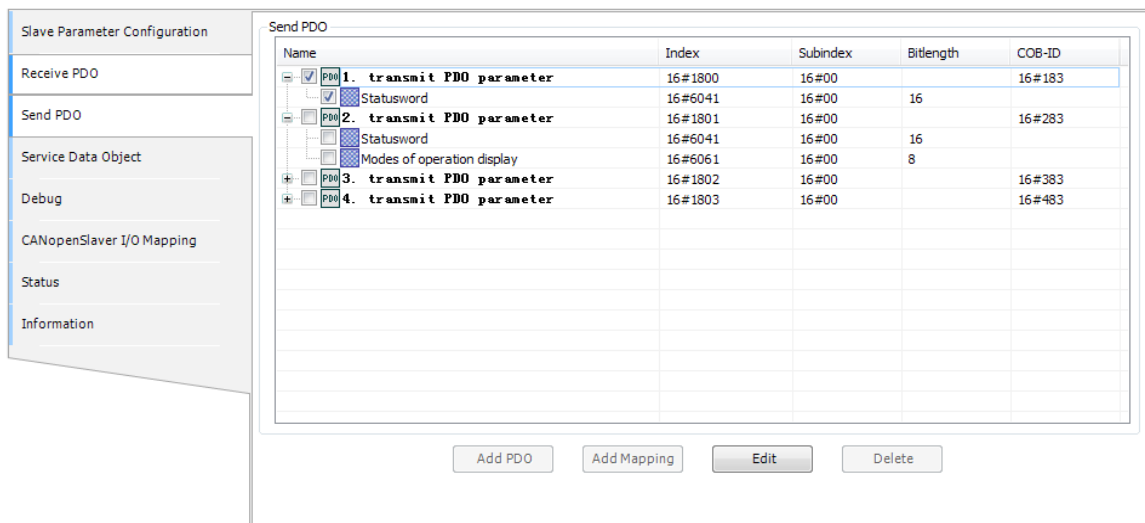 Slave Parameter Configuration
Receive PDO
Send PDO
Service Data Object
Debug
CANopenSlaver I/O Mapping
Status
Information
Send PDO
Name Index Subindex Bitlength COB-ID
PDO 1. transmit PDO parameter 16#1800 16#00 16#183
Statusword 16#6041 16#00 16
PDO 2. transmit PDO parameter 16#1801 16#00 16#283
Statusword 16#6041 16#00 16
Modes of operation display 16#6061 16#00 8
PDO 3. transmit PDO parameter 16#1802 16#00 16#383
PDO 4. transmit PDO parameter 16#1803 16#00 16#483
Add PDO Add Mapping Edit Delete